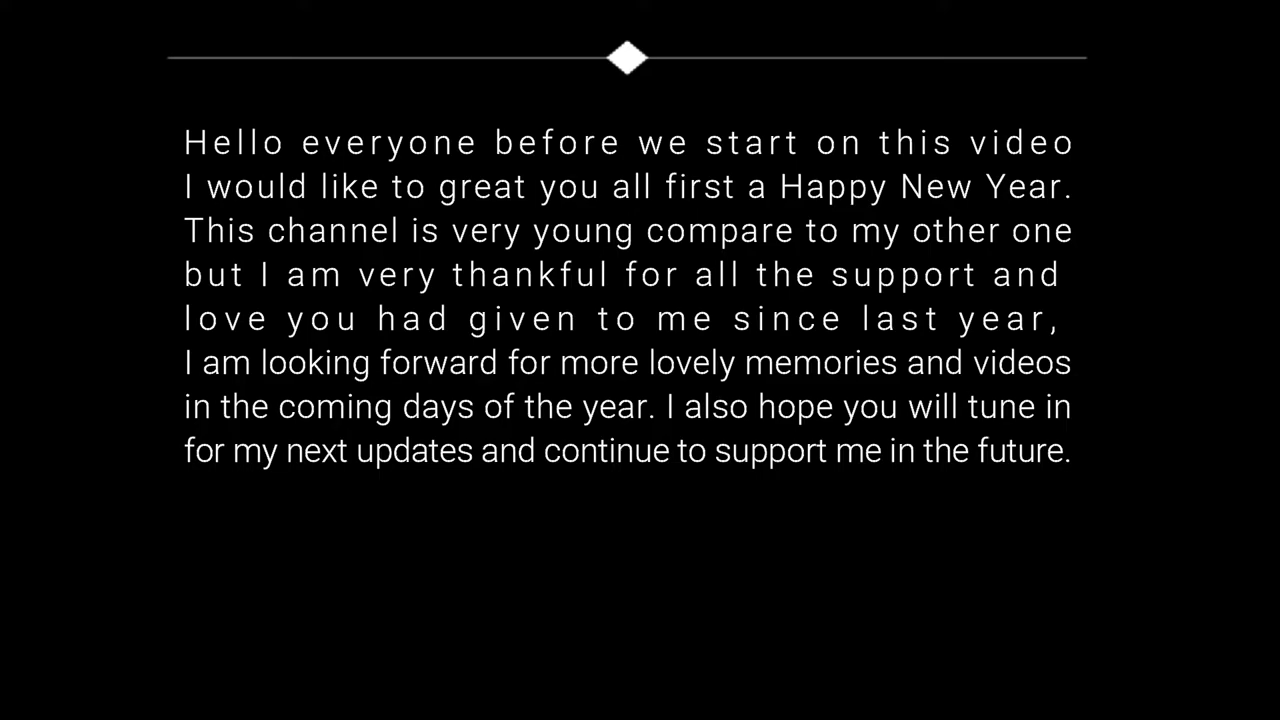 Hello everyone before we start on this video
I would like to great you all first a Happy New Year.
This channel is very young compare to my other one
but I am very thankful for all the support and
love you had given to me since last year,
I am looking forward for more lovely memories and videos
in the coming days of the year. I also hope you will tune in
for my next updates and continue to support me in the future.